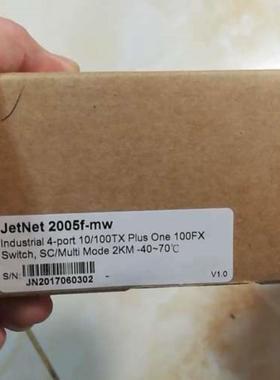 JetNet 2005f-mw
Industrial 4-port 10/100TX Plus One 100FX
Switch, SC/Multi Mode 2KM -40~70℃
S/N:
JN2017060302
V1.0